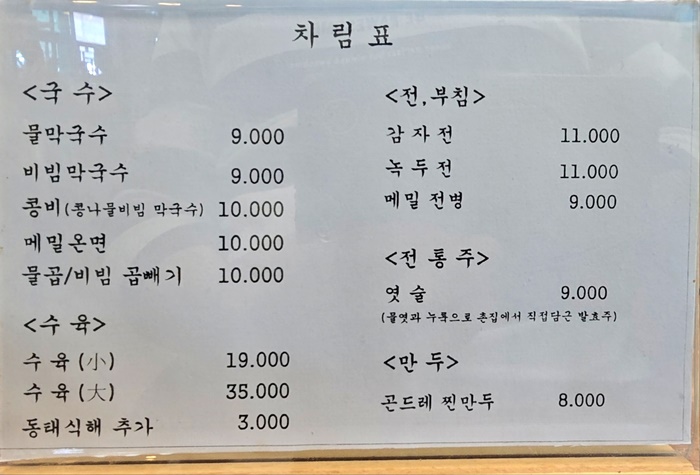 차림표
<국 수>
물막국수 9.000
비빔막국수 9.000
콩비(콩나물비빔 막국수) 10.000
메밀온면 10.000
물곱/비빔 곱빼기 10.000
<수 육>
수 육 (小) 19.000
수 육 (大) 35.000
동태식해 추가 3.000
<전,부침>
감 자 전 11.000
녹 두 전 11.000
메밀 전병 9.000
<전 통 주>
엿 술 9.000
(물엿과 누룩으로 촌집에서 직접담근 발효주)
<만 두>
곤드레 찐만두 8.000